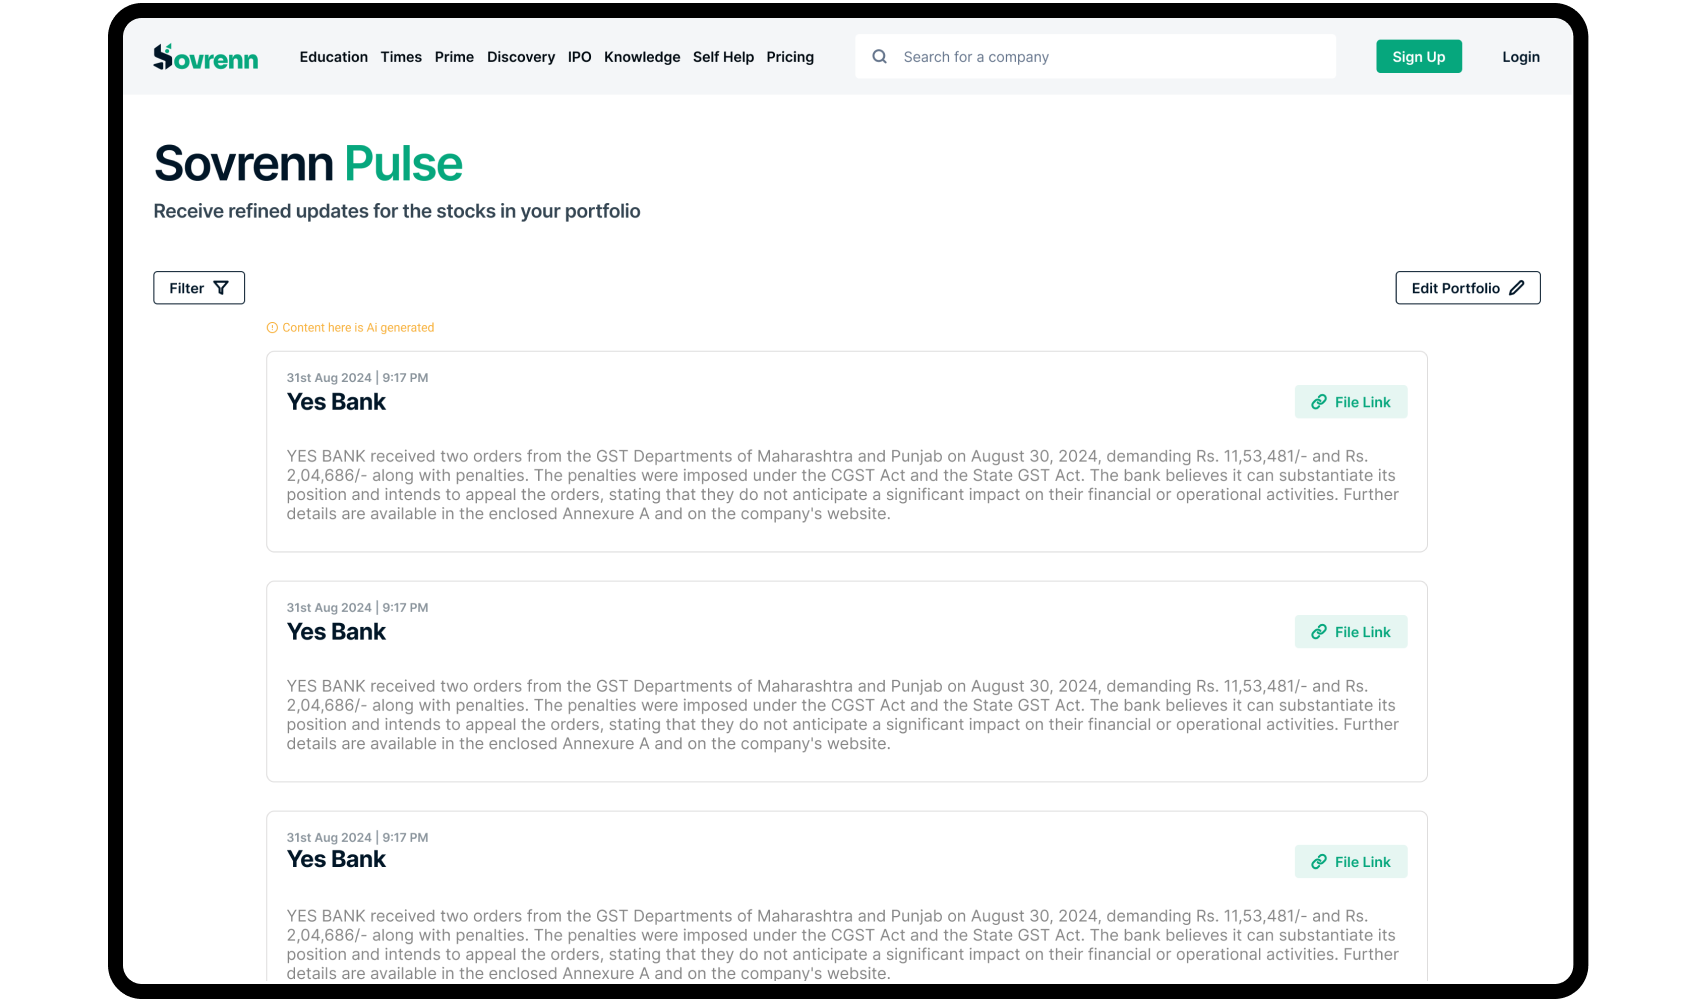 Sovrenn
Education Times Prime Discovery IPO Knowledge Self Help Pricing
Search for a company
Sign Up
Login
Sovrenn Pulse
Receive refined updates for the stocks in your portfolio
Filter
Edit Portfolio
Content here is Ai generated
31st Aug 2024 | 9:17 PM
Yes Bank
File Link
YES BANK received two orders from the GST Departments of Maharashtra and Punjab on August 30, 2024, demanding Rs. 11,53,481/- and Rs.
2,04,686/- along with penalties. The penalties were imposed under the CGST Act and the State GST Act. The bank believes it can substantiate its
position and intends to appeal the orders, stating that they do not anticipate a significant impact on their financial or operational activities. Further
details are available in the enclosed Annexure A and on the company's website.
31st Aug 2024 | 9:17 PM
Yes Bank
File Link
YES BANK received two orders from the GST Departments of Maharashtra and Punjab on August 30, 2024, demanding Rs. 11,53,481/- and Rs.
2,04,686/- along with penalties. The penalties were imposed under the CGST Act and the State GST Act. The bank believes it can substantiate its
position and intends to appeal the orders, stating that they do not anticipate a significant impact on their financial or operational activities. Further
details are available in the enclosed Annexure A and on the company's website.
31st Aug 2024 | 9:17 PM
Yes Bank
File Link
YES BANK received two orders from the GST Departments of Maharashtra and Punjab on August 30, 2024, demanding Rs. 11,53,481/- and Rs.
2,04,686/- along with penalties. The penalties were imposed under the CGST Act and the State GST Act. The bank believes it can substantiate its
position and intends to appeal the orders, stating that they do not anticipate a significant impact on their financial or operational activities. Further
details are available in the enclosed Annexure A and on the company's website.